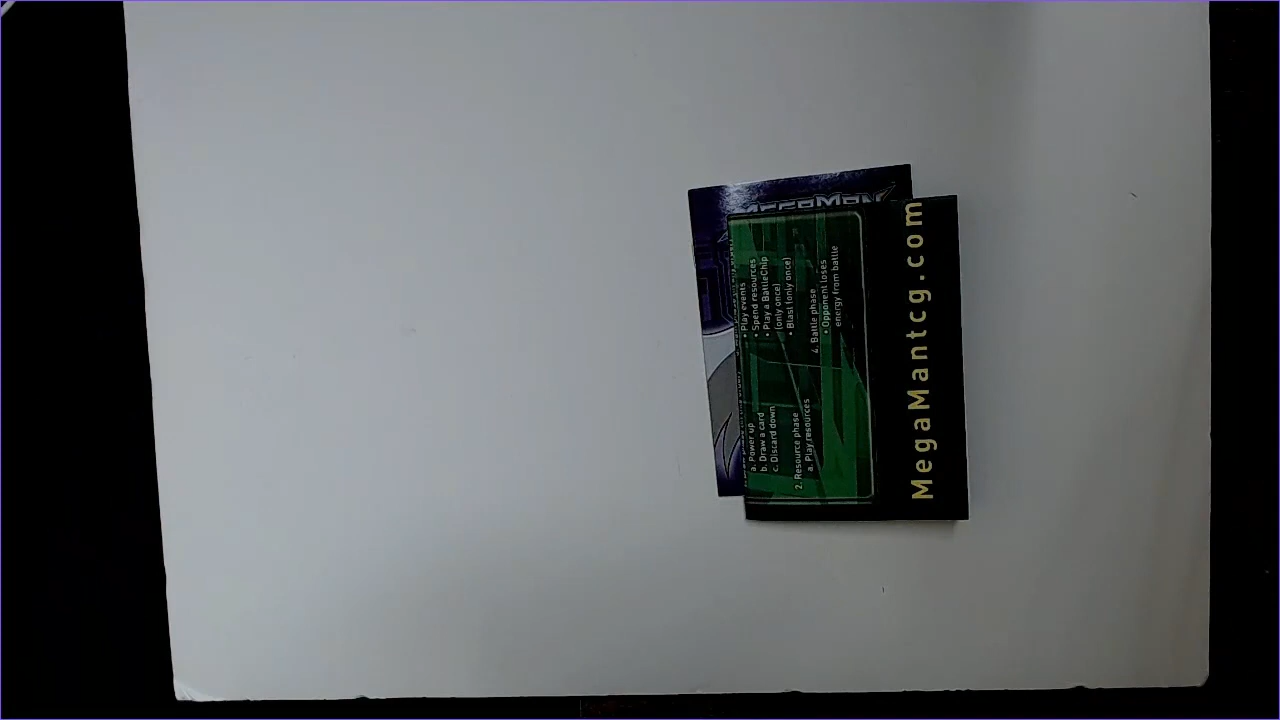 MEGAMAN
a. Power up
b. Draw a card
c. Discard down
2. Resource phase
a. Play resources
• Play events
• Spend resources
• Play a BattleChip
(only once)
• Blast (only once)
4. Battle phase
• Opponent loses
energy from battle
MegaMantcg.com